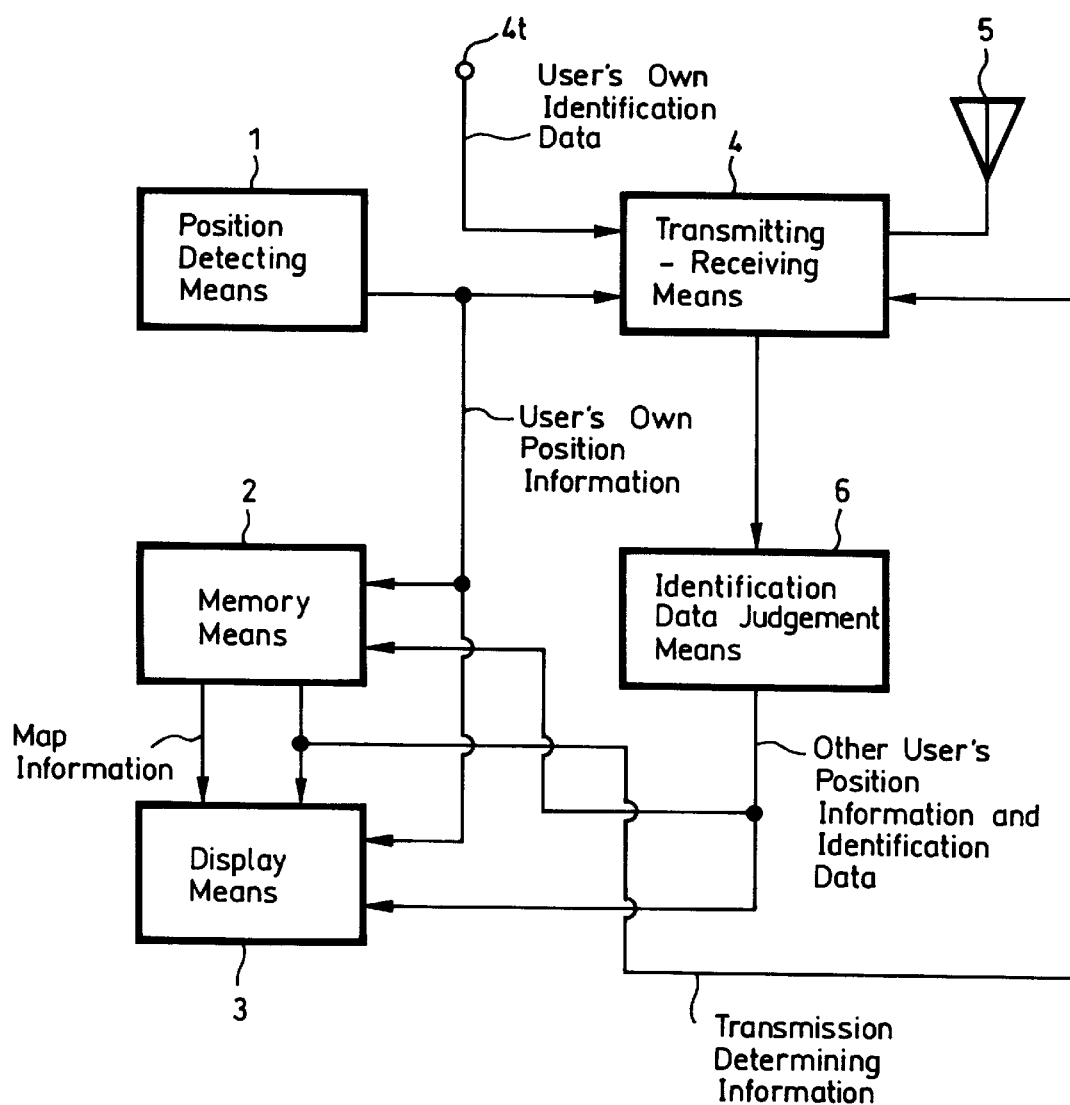 4t
5
User's Own
Identification
Data
1
4
Position
Detecting
Means
Transmitting
- Receiving
Means
User's Own
Position
Information
2
6
Memory
Means
Identification
Data Judgement
Means
Map
Information
Other User's
Position
Information and
Identification
Data
Display
Means
3
Transmission
Determining
Information